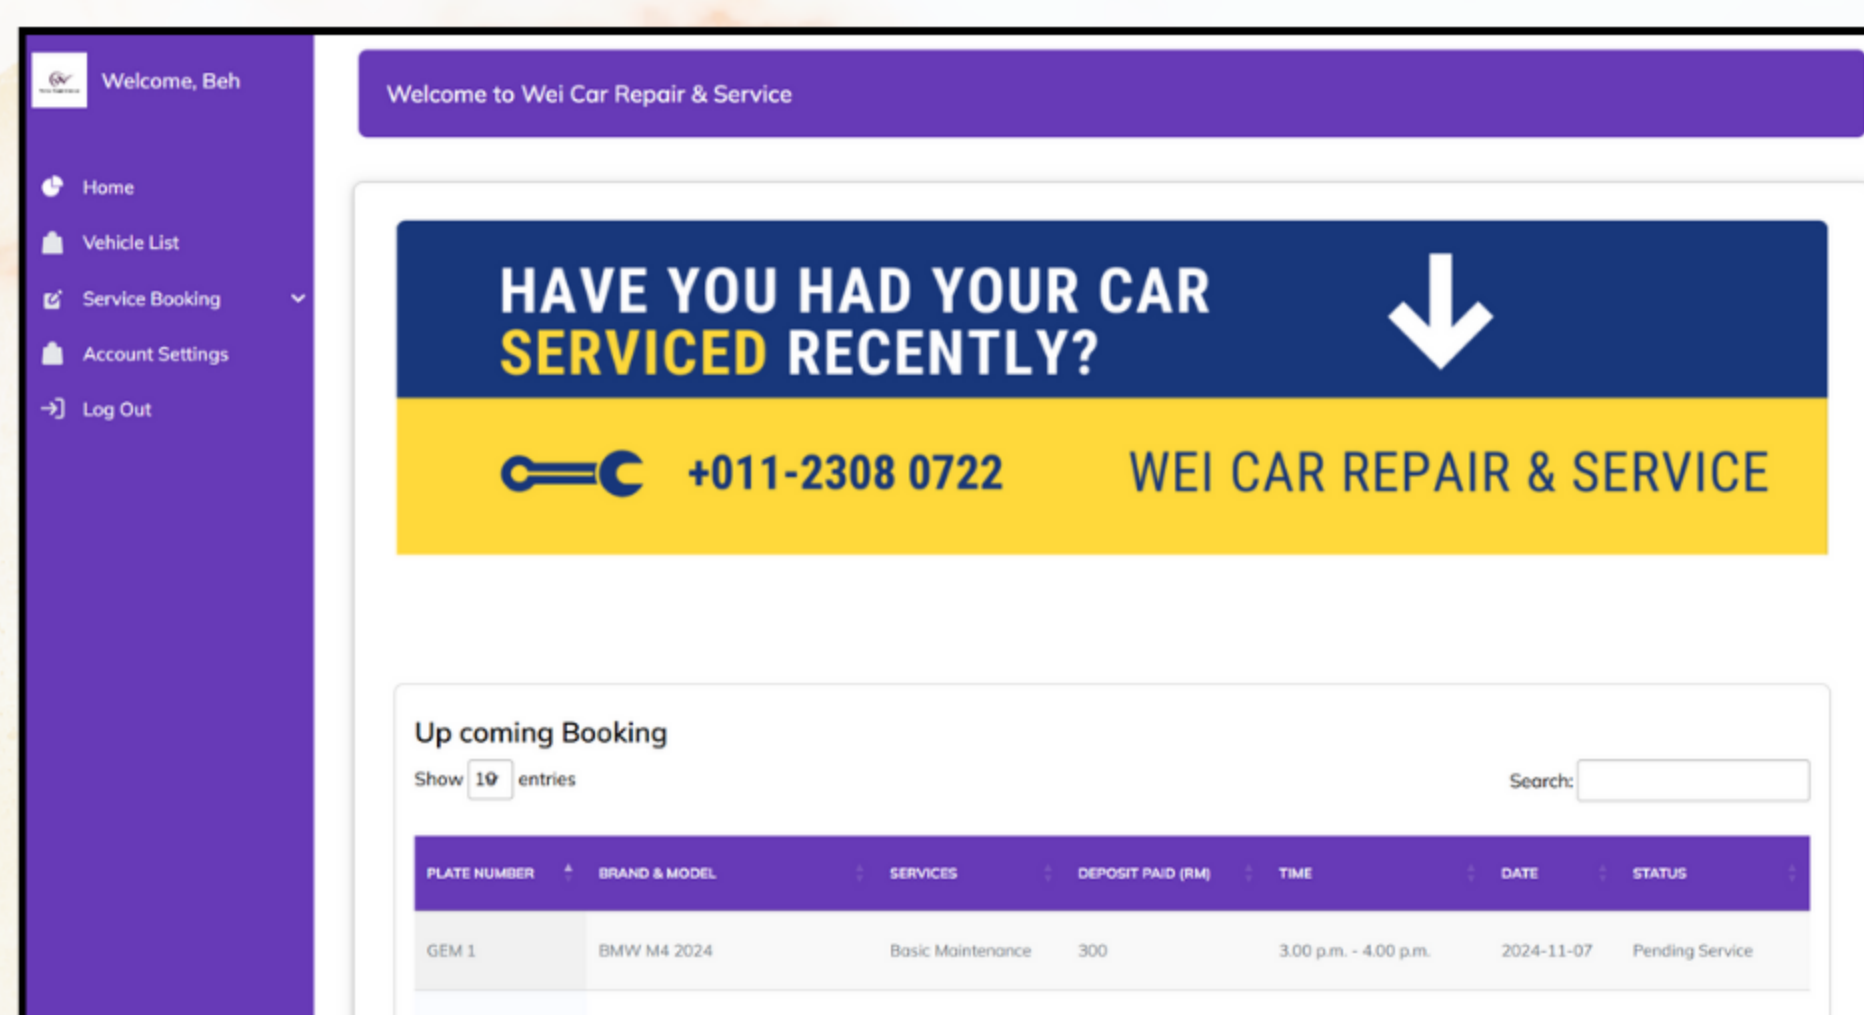 Welcome, Beh
Home
Vehicle List
Service Booking
Account Settings
Log Out
Welcome to Wei Car Repair & Service
HAVE YOU HAD YOUR CAR
SERVICED RECENTLY?
+011-2308 0722 WEI CAR REPAIR & SERVICE
Up coming Booking
Show 10 entries Search:
PLATE NUMBER BRAND & MODEL SERVICES DEPOSIT PAID (RM) TIME DATE STATUS
GEM 1 BMW M4 2024 Basic Maintenance 300 3.00 p.m. - 4.00 p.m. 2024-11-07 Pending Service